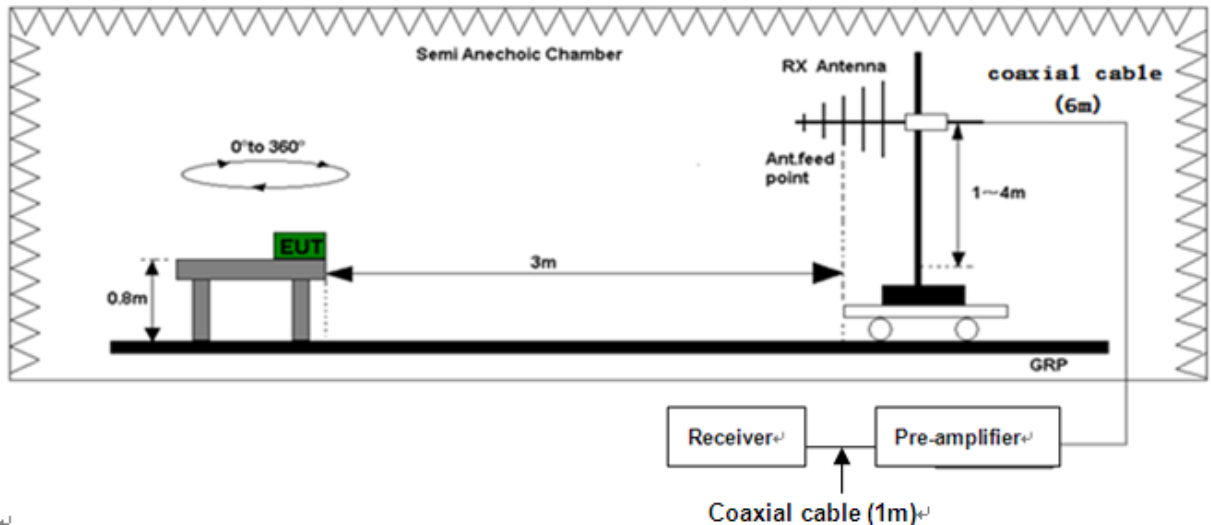 Semi Anechoic Chamber
RX Antenna
coaxial cable
(6m)
0°to 360°
Ant.feed
point
1～4m
EUT
3m
0.8m
GRP
Receiver↵
Pre-amplifier↵
Coaxial cable (1m)↵
↵